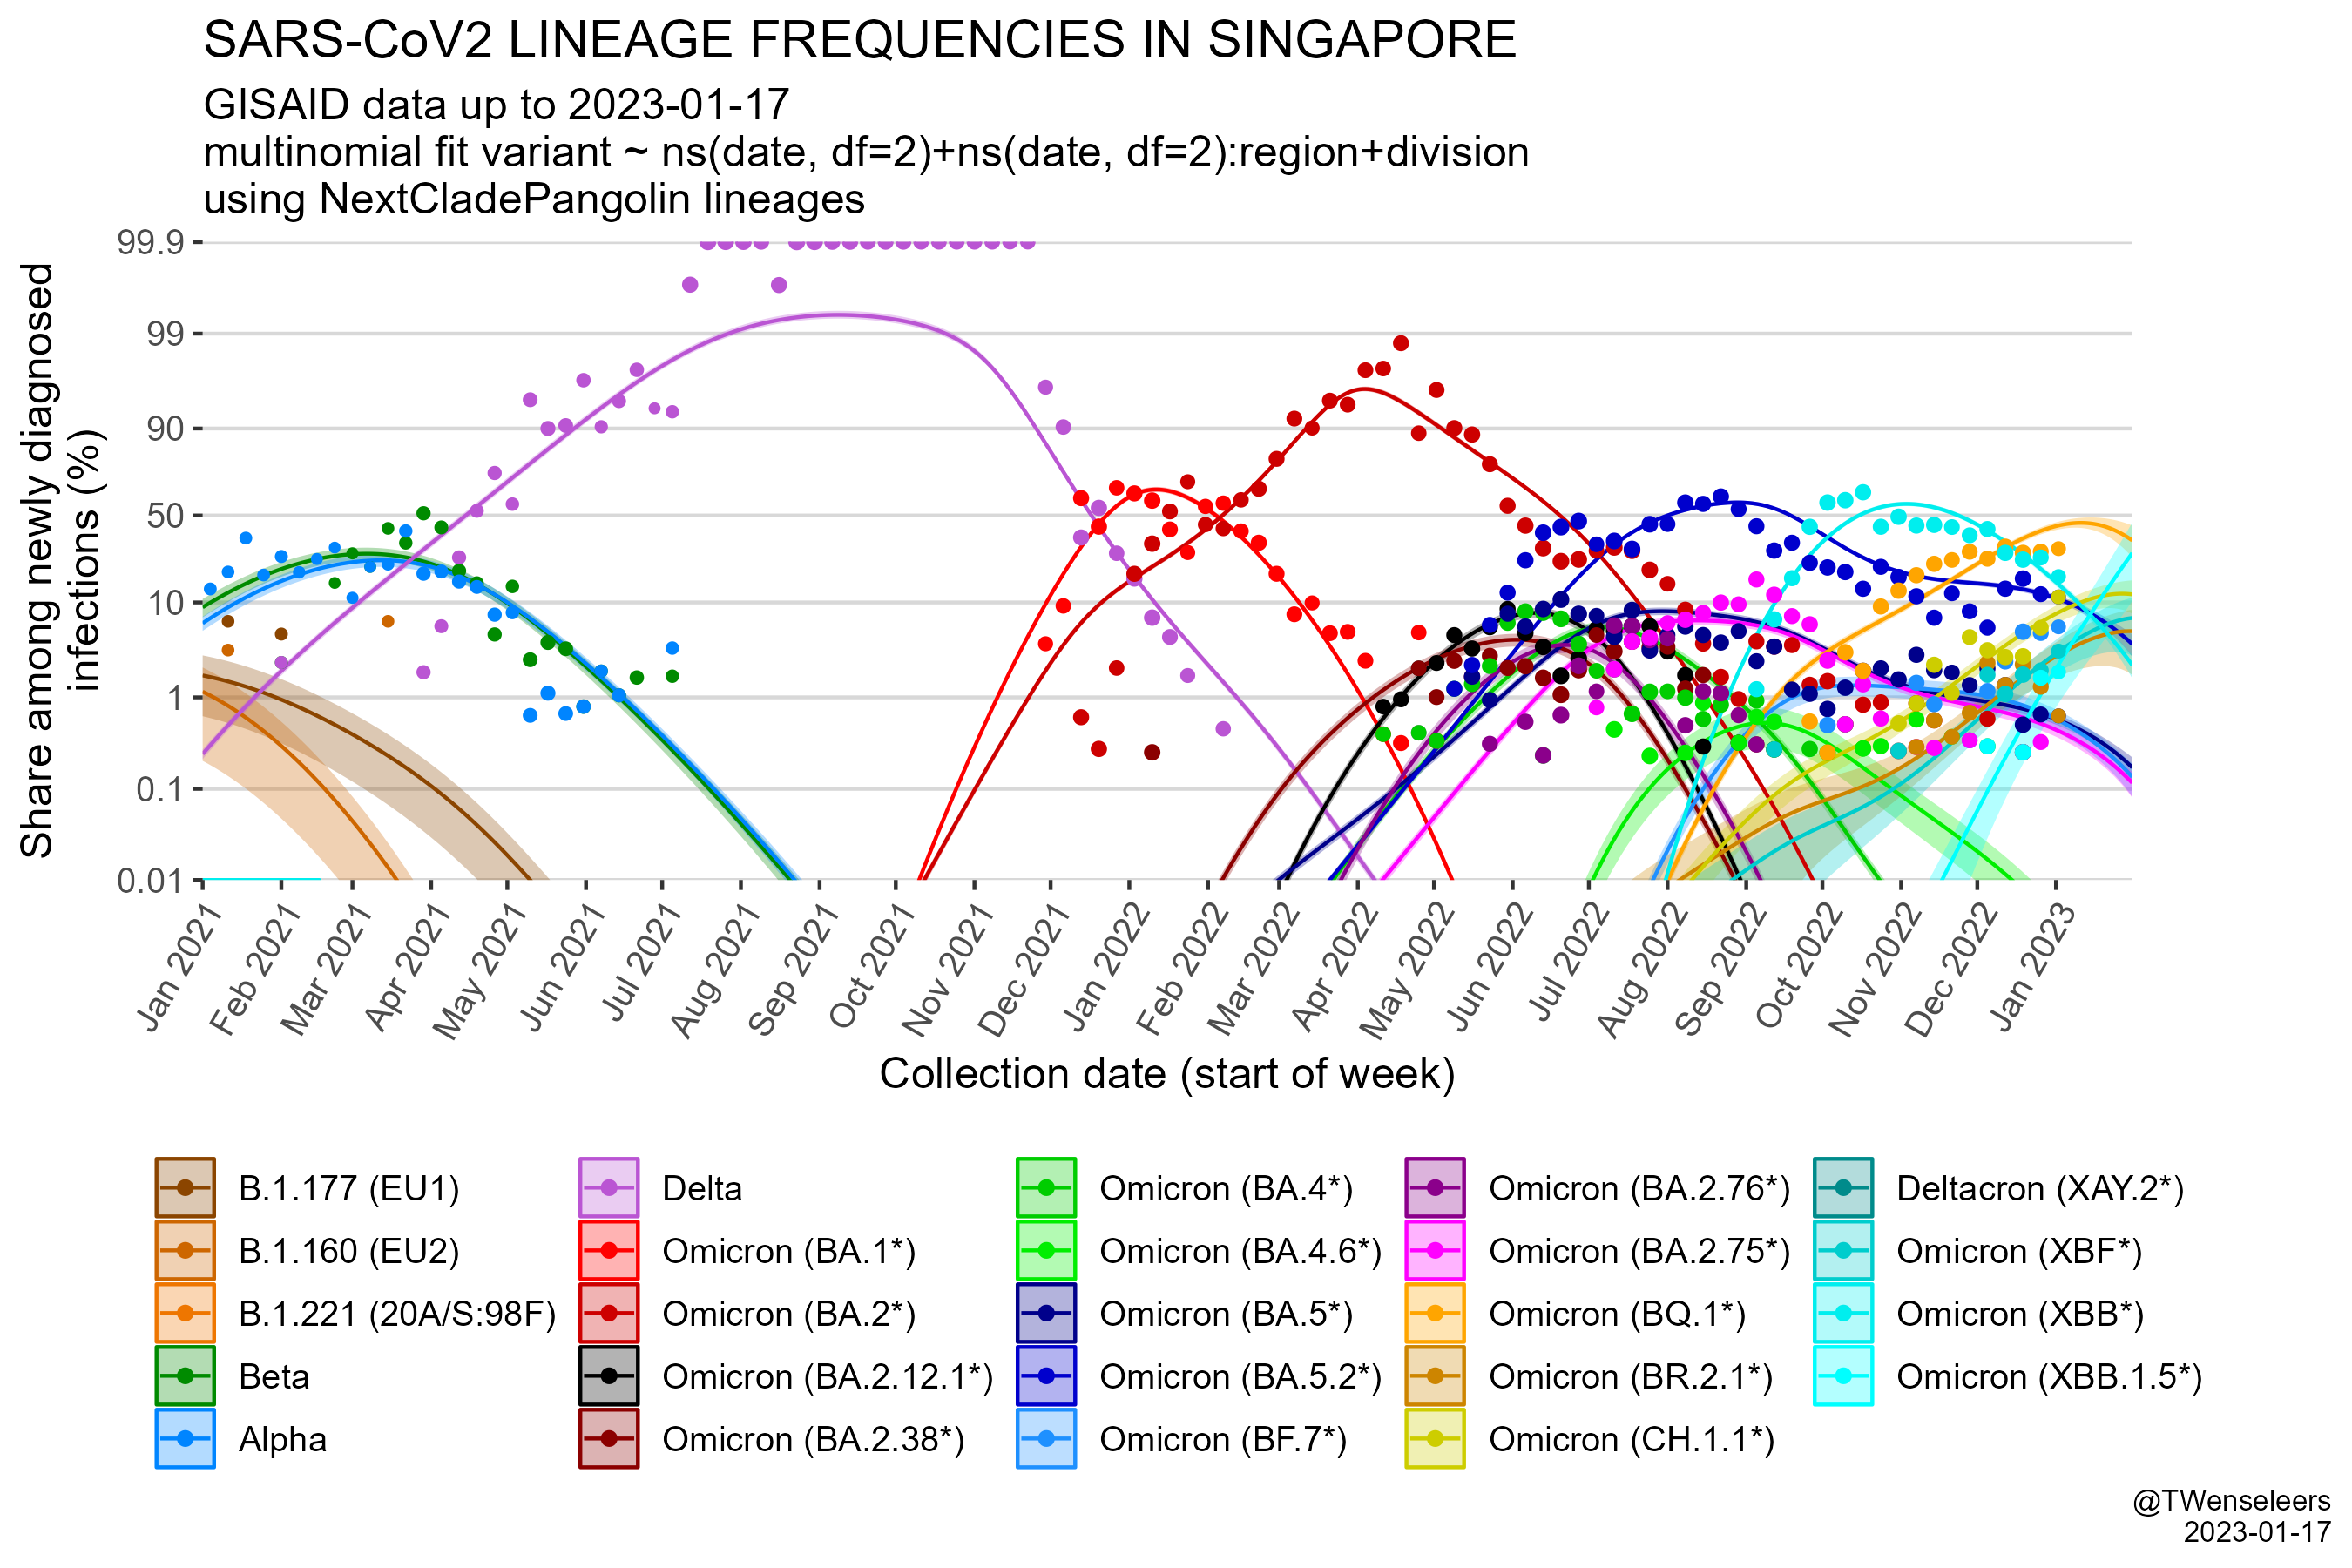 SARS-CoV2 LINEAGE FREQUENCIES IN SINGAPORE
GISAID data up to 2023-01-17
multinomial fit variant ~ ns(date, df=2)+ns(date, df=2):region+division
using NextCladePangolin lineages
Share among newly diagnosed
infections (%)
99.9
99
90
50
10
1
0.1
0.01
Jan 2021
Feb 2021
Mar 2021
Apr 2021
May 2021
Jun 2021
Jul 2021
Aug 2021
Sep 2021
Oct 2021
Nov 2021
Dec 2021
Jan 2022
Feb 2022
Mar 2022
Apr 2022
May 2022
Jun 2022
Jul 2022
Aug 2022
Sep 2022
Oct 2022
Nov 2022
Dec 2022
Jan 2023
Collection date (start of week)
B.1.177 (EU1)
B.1.160 (EU2)
B.1.221 (20A/S:98F)
Beta
Alpha
Delta
Omicron (BA.1*)
Omicron (BA.2*)
Omicron (BA.2.12.1*)
Omicron (BA.2.38*)
Omicron (BA.4*)
Omicron (BA.4.6*)
Omicron (BA.5*)
Omicron (BA.5.2*)
Omicron (BF.7*)
Omicron (BA.2.76*)
Omicron (BA.2.75*)
Omicron (BQ.1*)
Omicron (BR.2.1*)
Omicron (CH.1.1*)
Deltacron (XAY.2*)
Omicron (XBF*)
Omicron (XBB*)
Omicron (XBB.1.5*)
@TWenseleers
2023-01-17